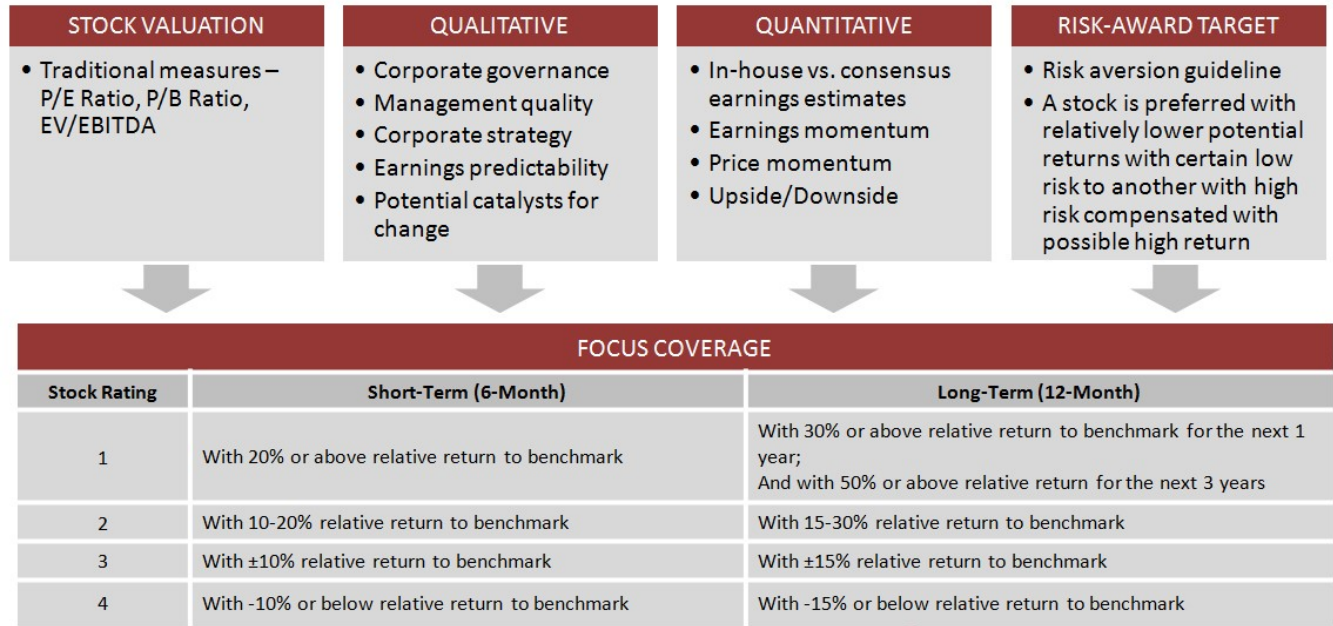 STOCK VALUATION
• Traditional measures –
P/E Ratio, P/B Ratio,
EV/EBITDA
QUALITATIVE
• Corporate governance
• Management quality
• Corporate strategy
• Earnings predictability
• Potential catalysts for
change
QUANTITATIVE
• In-house vs. consensus
earnings estimates
• Earnings momentum
• Price momentum
• Upside/Downside
RISK-AWARD TARGET
• Risk aversion guideline
• A stock is preferred with
relatively lower potential
returns with certain low
risk to another with high
risk compensated with
possible high return
FOCUS COVERAGE
Stock Rating Short-Term (6-Month) Long-Term (12-Month)
1 With 20% or above relative return to benchmark
With 30% or above relative return to benchmark for the next 1
year;
And with 50% or above relative return for the next 3 years
2 With 10-20% relative return to benchmark With 15-30% relative return to benchmark
3 With ±10% relative return to benchmark With ±15% relative return to benchmark
4 With -10% or below relative return to benchmark With -15% or below relative return to benchmark